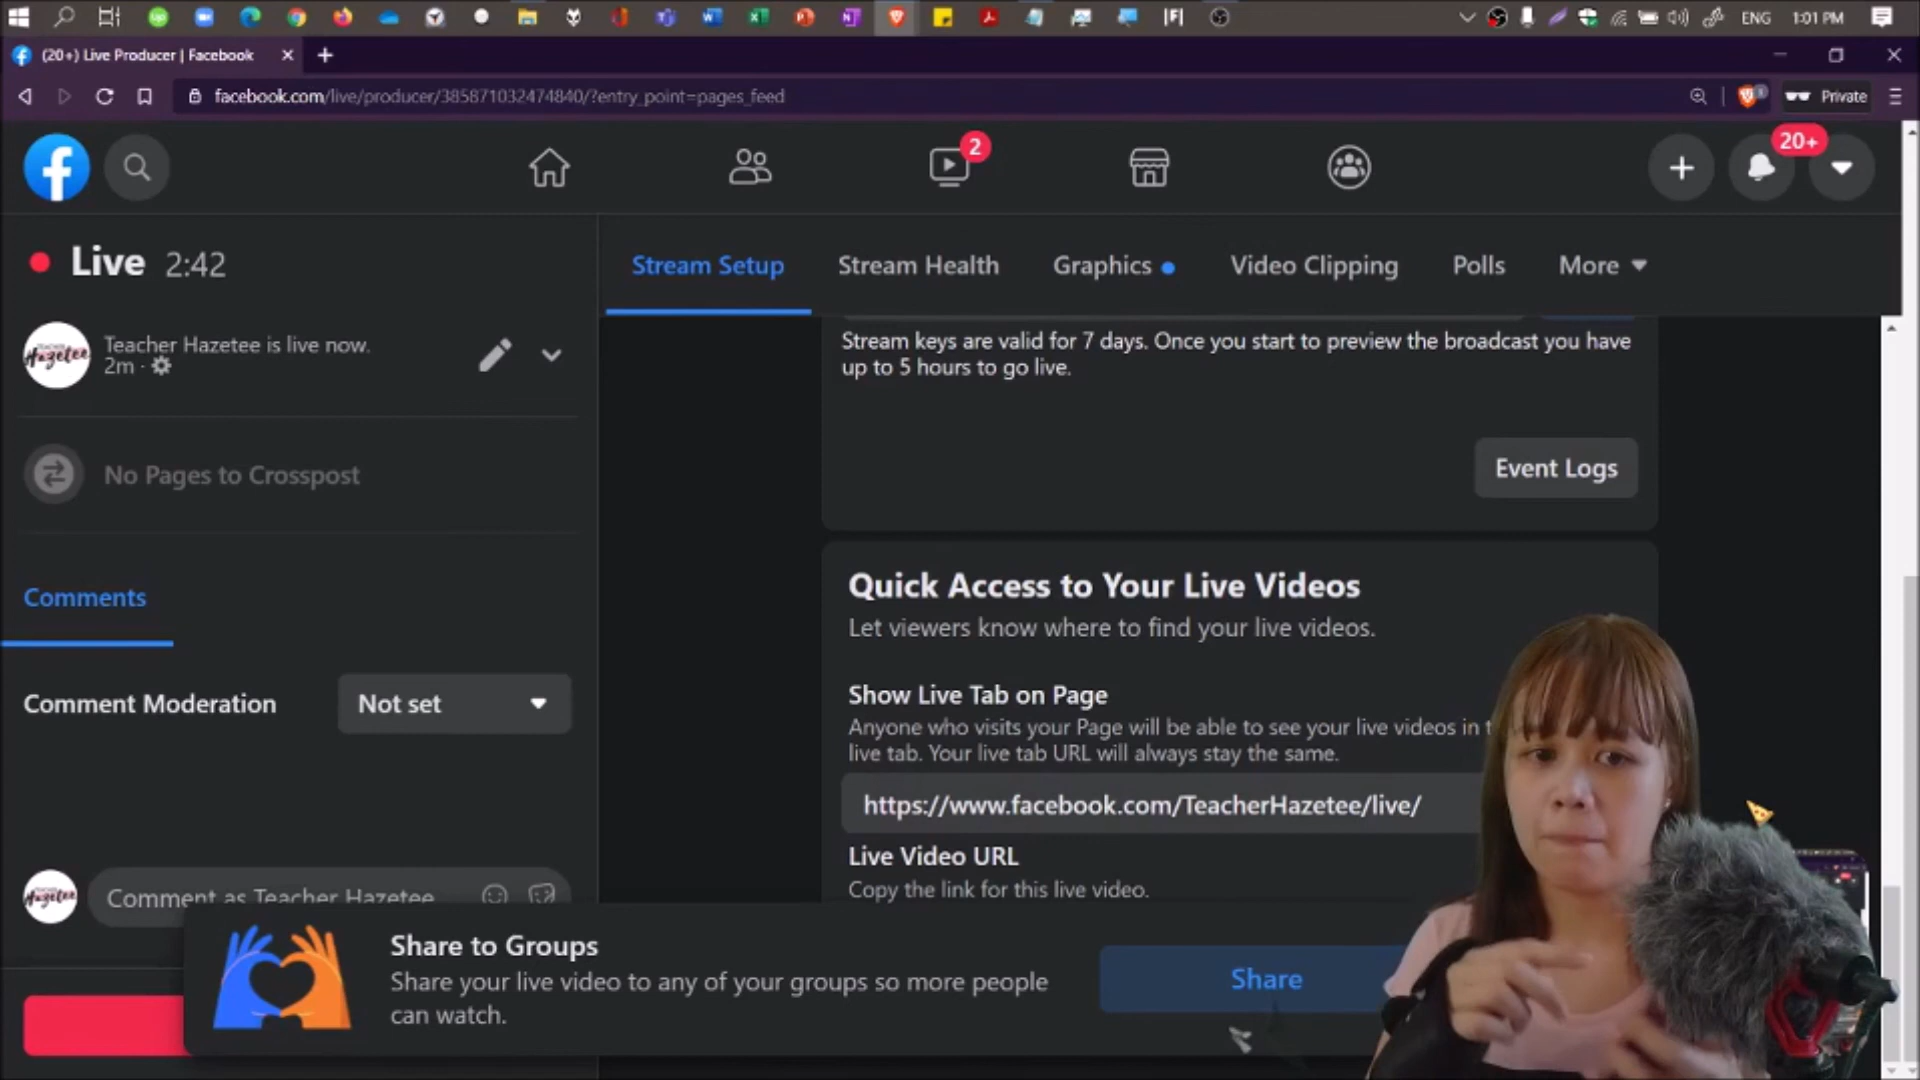 ENG
1:01 PM
(20+) Live Producer | Facebook
facebook.com/live/producer/385871032474840/?entry_point=pages_feed
Private
2
20+
Live 2:42
Stream Setup
Stream Health
Graphics
Video Clipping
Polls
More
Teacher Hazetee is live now.
2m ·
No Pages to Crosspost
Comments
Comment Moderation
Not set
Comment as Teacher Hazetee
Stream keys are valid for 7 days. Once you start to preview the broadcast you have
up to 5 hours to go live.
Event Logs
Quick Access to Your Live Videos
Let viewers know where to find your live videos.
Show Live Tab on Page
Anyone who visits your Page will be able to see your live videos in
live tab. Your live tab URL will always stay the same.
https://www.facebook.com/TeacherHazetee/live/
Live Video URL
Copy the link for this live video.
Share to Groups
Share your live video to any of your groups so more people
can watch.
Share